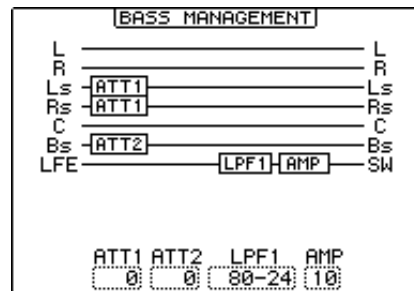 BASS MANAGEMENT
L L
R R
Ls ATT1 Ls
Rs ATT1 Rs
C C
Bs ATT2 Bs
LFE LPF1 AMP SW
ATT1 ATT2 LPF1 AMP
0 0 80-24 10